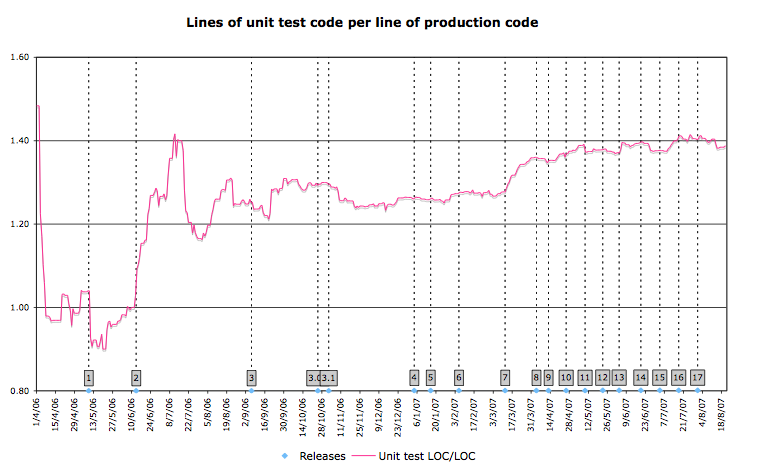 Lines of unit test code per line of production code
1.60
1.40
1.20
1.00
0.80
1 2 3 3.1 4 5 6 7 8 9 10 11 12 13 14 15 16 17
1/4/06 15/4/06 29/4/06 13/5/06 27/5/06 10/6/06 24/6/06 8/7/06 22/7/06 5/8/06 19/8/06 2/9/06 16/9/06 30/9/06 14/10/06 28/10/06 11/11/06 25/11/06 9/12/06 23/12/06 6/1/07 20/1/07 3/2/07 17/2/07 3/3/07 17/3/07 31/3/07 14/4/07 28/4/07 12/5/07 26/5/07 9/6/07 23/6/07 7/7/07 21/7/07 4/8/07 18/8/07
Releases Unit test LOC/LOC